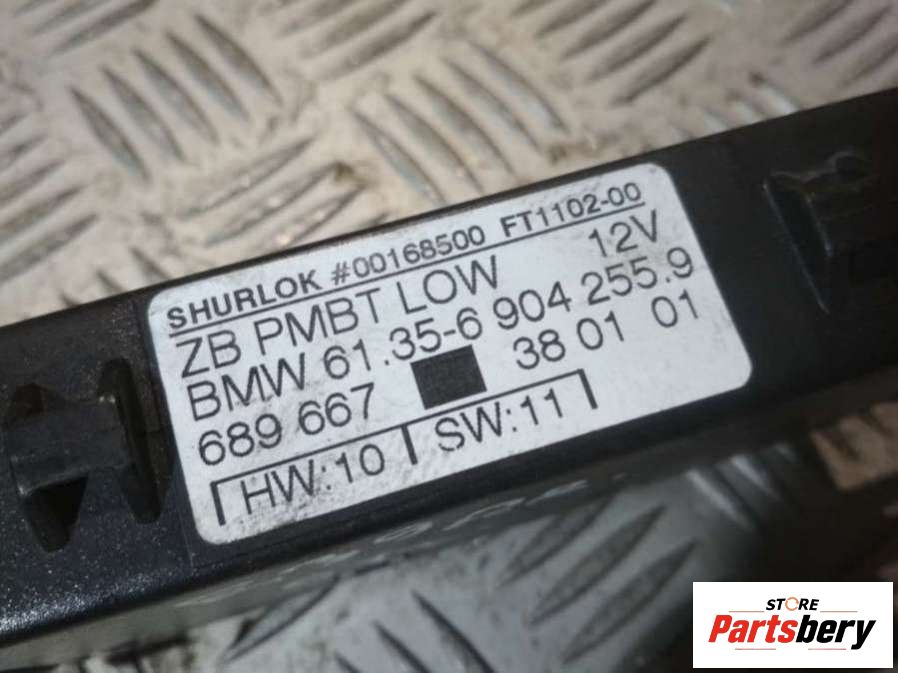 SHURLOK #00168500 FT1102-00
ZB PMBT LOW 12V
BMW 61.35-6 904 255.9
689 667 38 01 01
HW:10 SW:11
STORE
Partsbery